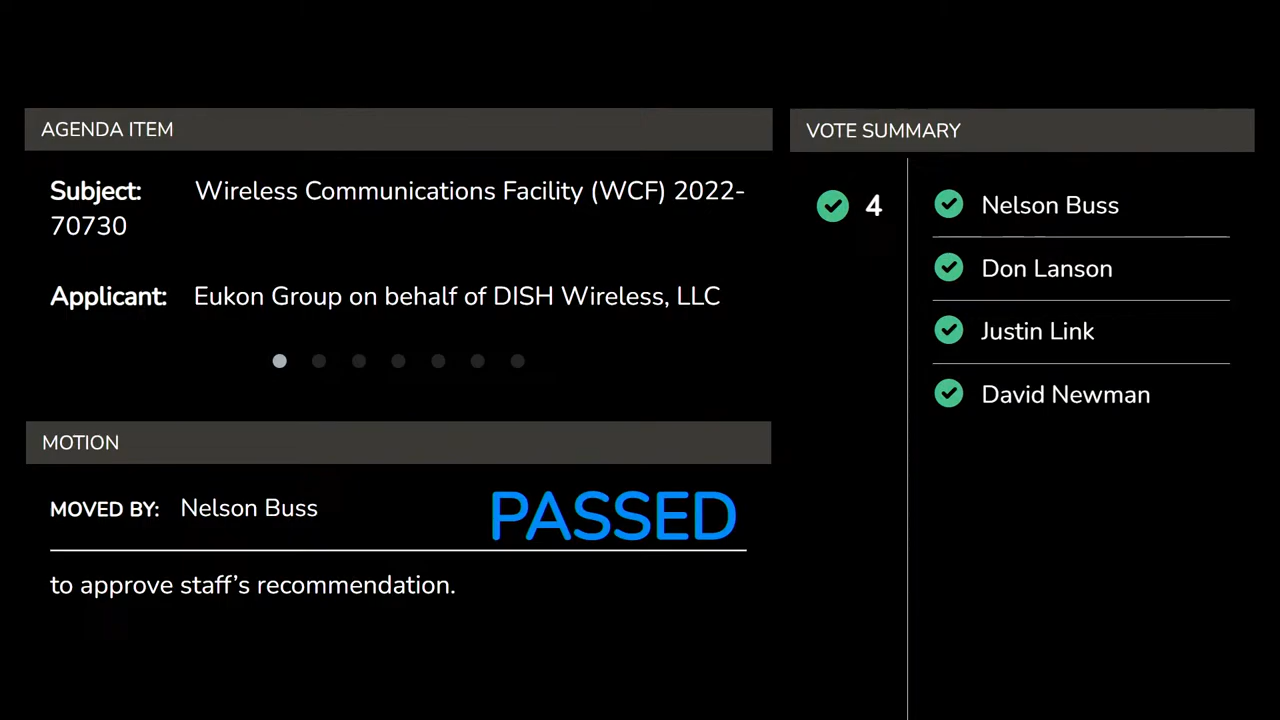 AGENDA ITEM
Subject: Wireless Communications Facility (WCF) 2022-
70730
Applicant: Eukon Group on behalf of DISH Wireless, LLC
MOTION
MOVED BY: Nelson Buss
PASSED
to approve staff's recommendation.
VOTE SUMMARY
4
Nelson Buss
Don Lanson
Justin Link
David Newman